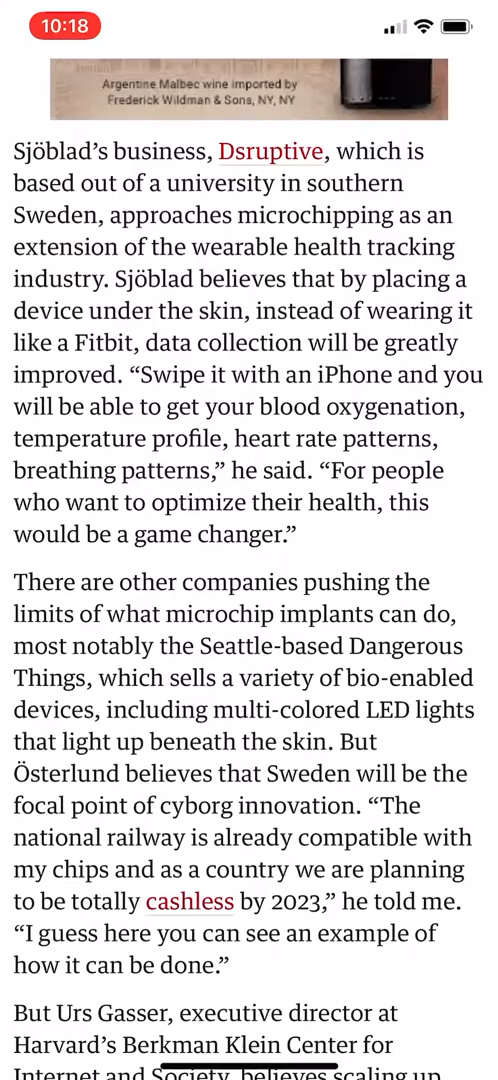 10:18
Argentine Malbec wine imported by
Frederick Wildman & Sons, NY, NY
Sjöblad’s business, Dsruptive, which is
based out of a university in southern
Sweden, approaches microchipping as an
extension of the wearable health tracking
industry. Sjöblad believes that by placing a
device under the skin, instead of wearing it
like a Fitbit, data collection will be greatly
improved. “Swipe it with an iPhone and you
will be able to get your blood oxygenation,
temperature profile, heart rate patterns,
breathing patterns,” he said. “For people
who want to optimize their health, this
would be a game changer.”
There are other companies pushing the
limits of what microchip implants can do,
most notably the Seattle-based Dangerous
Things, which sells a variety of bio-enabled
devices, including multi-colored LED lights
that light up beneath the skin. But
Österlund believes that Sweden will be the
focal point of cyborg innovation. “The
national railway is already compatible with
my chips and as a country we are planning
to be totally cashless by 2023,” he told me.
“I guess here you can see an example of
how it can be done.”
But Urs Gasser, executive director at
Harvard’s Berkman Klein Center for
Internet and Society, believes scaling up